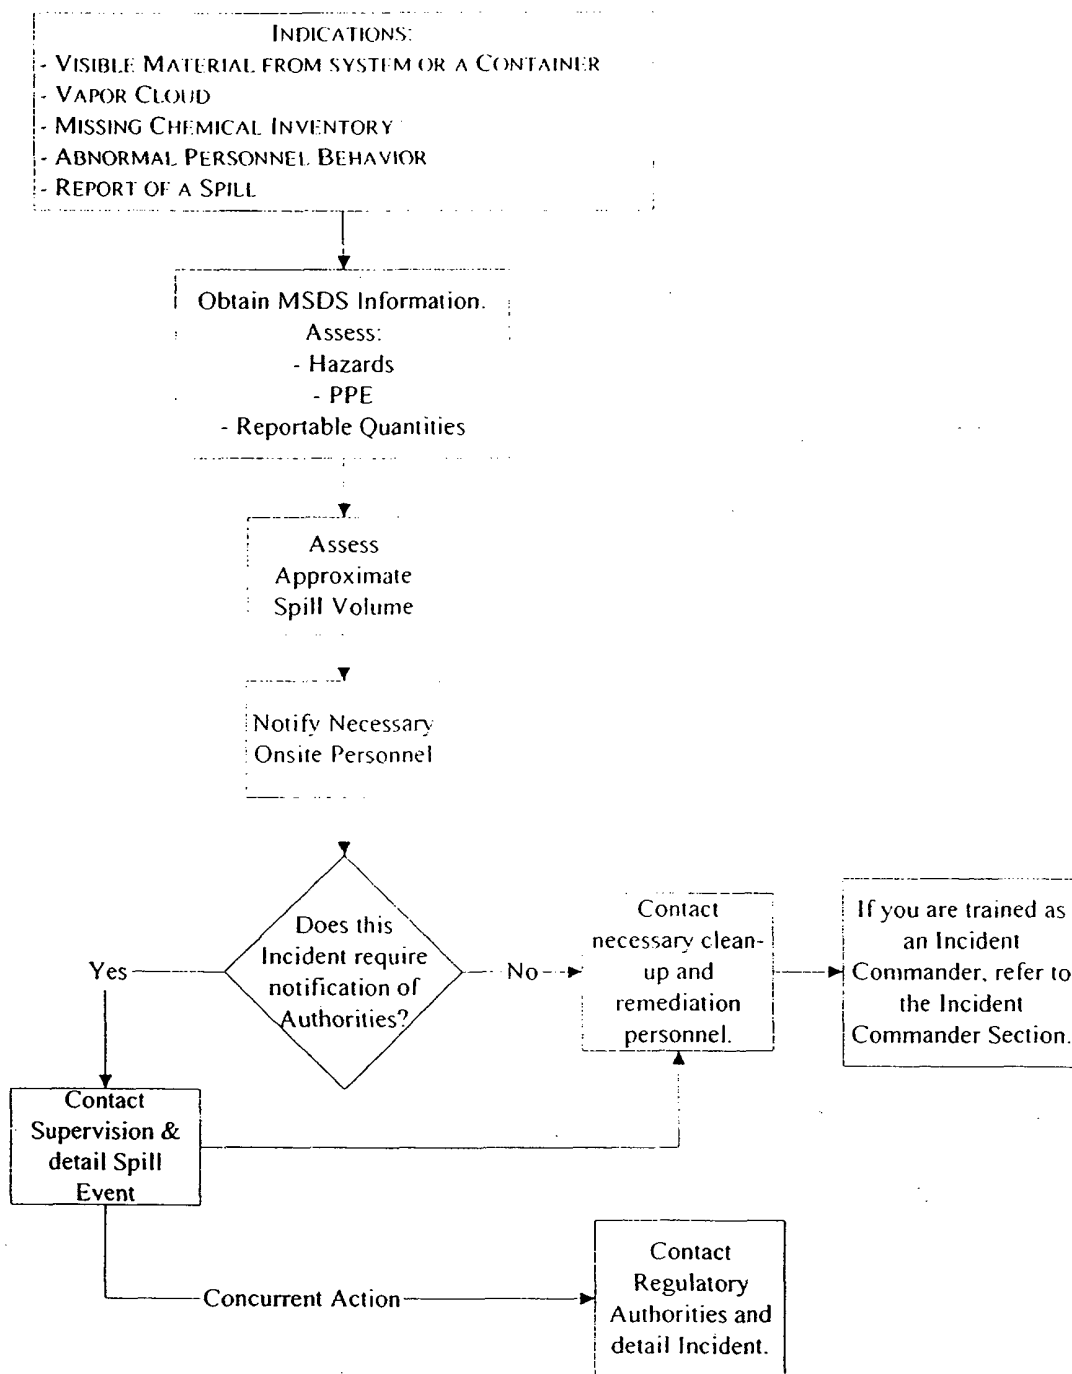 INDICATIONS:
- VISIBLE MATERIAL FROM SYSTEM OR A CONTAINER
- VAPOR CLOUD
- MISSING CHEMICAL INVENTORY
- ABNORMAL PERSONNEL BEHAVIOR
- REPORT OF A SPILL
Obtain MSDS Information.
Assess:
- Hazards
- PPE
- Reportable Quantities
Assess
Approximate
Spill Volume
Notify Necessary
Onsite Personnel
Does this
Incident require
notification of
Authorities?
Yes
No
Contact
necessary clean-
up and
remediation
personnel.
If you are trained as
an Incident
Commander, refer to
the Incident
Commander Section.
Contact
Supervision &
detail Spill
Event
Concurrent Action
Contact
Regulatory
Authorities and
detail Incident.